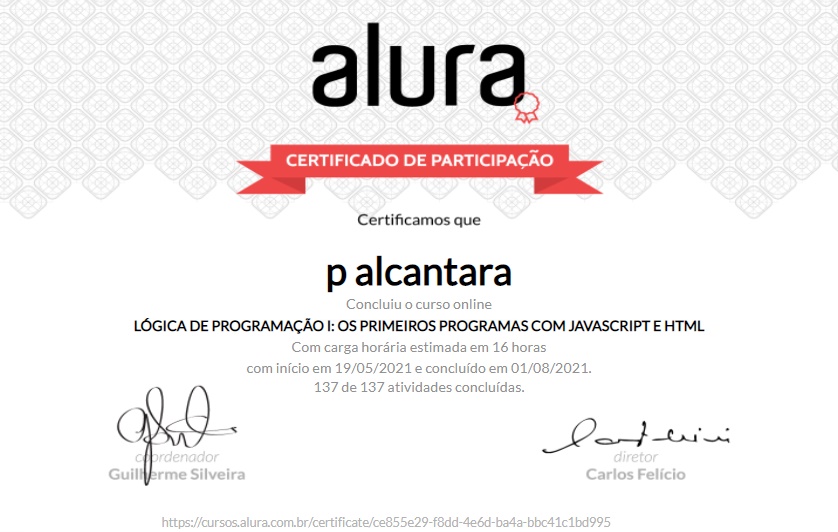 alura
CERTIFICADO DE PARTICIPAÇÃO
Certificamos que
p alcantara
Concluiu o curso online
LÓGICA DE PROGRAMAÇÃO I: OS PRIMEIROS PROGRAMAS COM JAVASCRIPT E HTML
Com carga horária estimada em 16 horas
com início em 19/05/2021 e concluído em 01/08/2021.
137 de 137 atividades concluídas.
coordenador
Guilherme Silveira
diretor
Carlos Felício
https://cursos.alura.com.br/certificate/ce855e29-f8dd-4e6d-ba4a-bbc41c1bd995